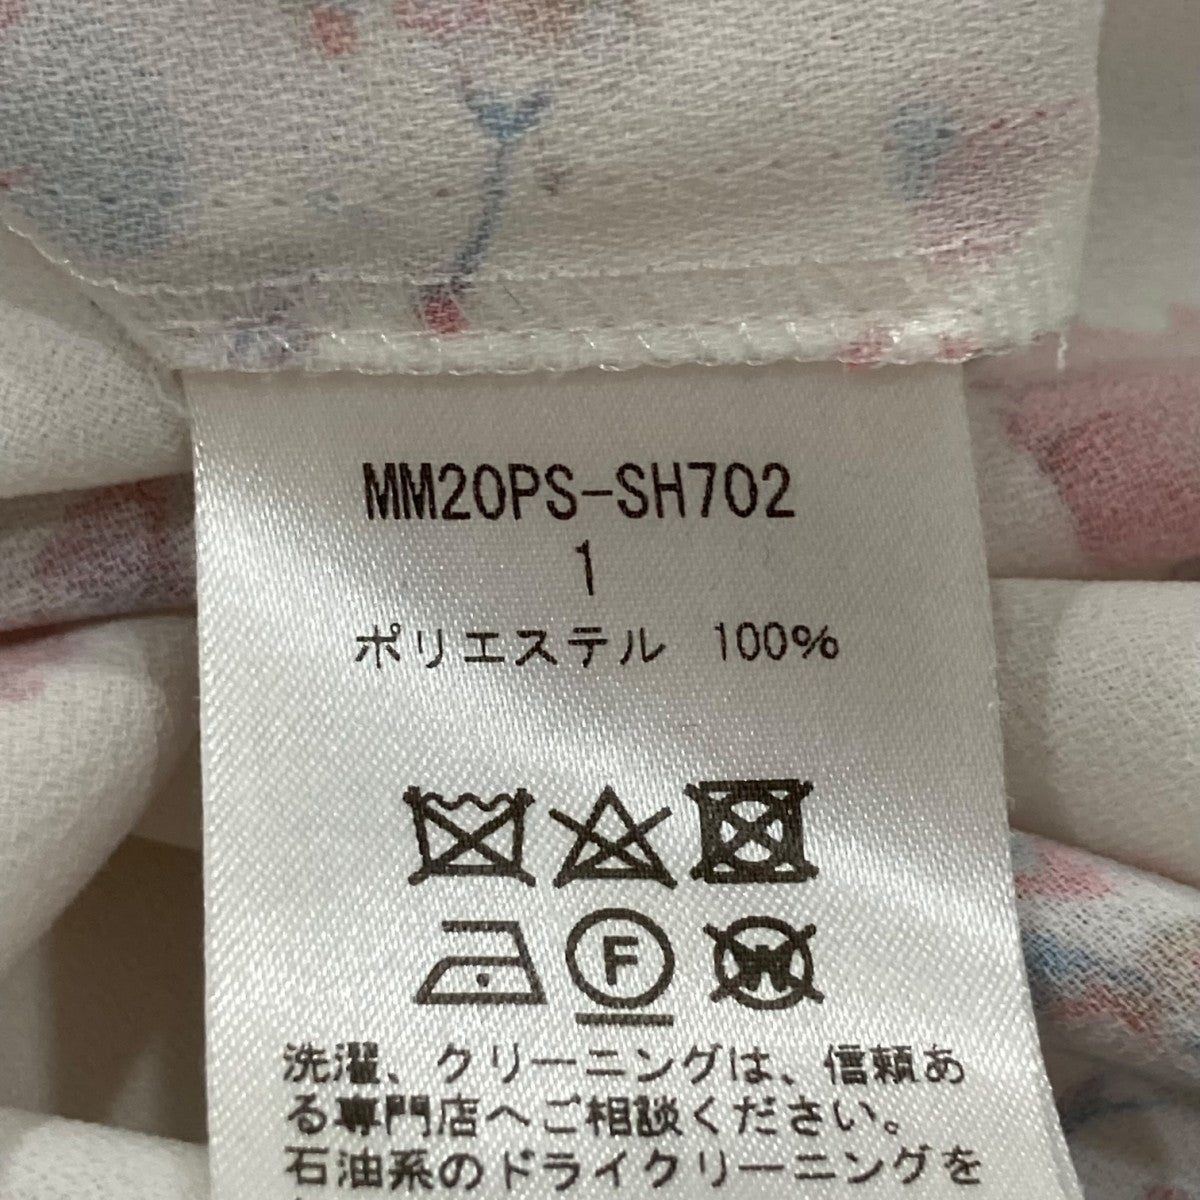 MM20PS-SH702
1
ポリエステル 100%
F
W
洗濯、クリーニングは、信頼あ
る専門店へご相談ください。
石油系のドライクリーニングを